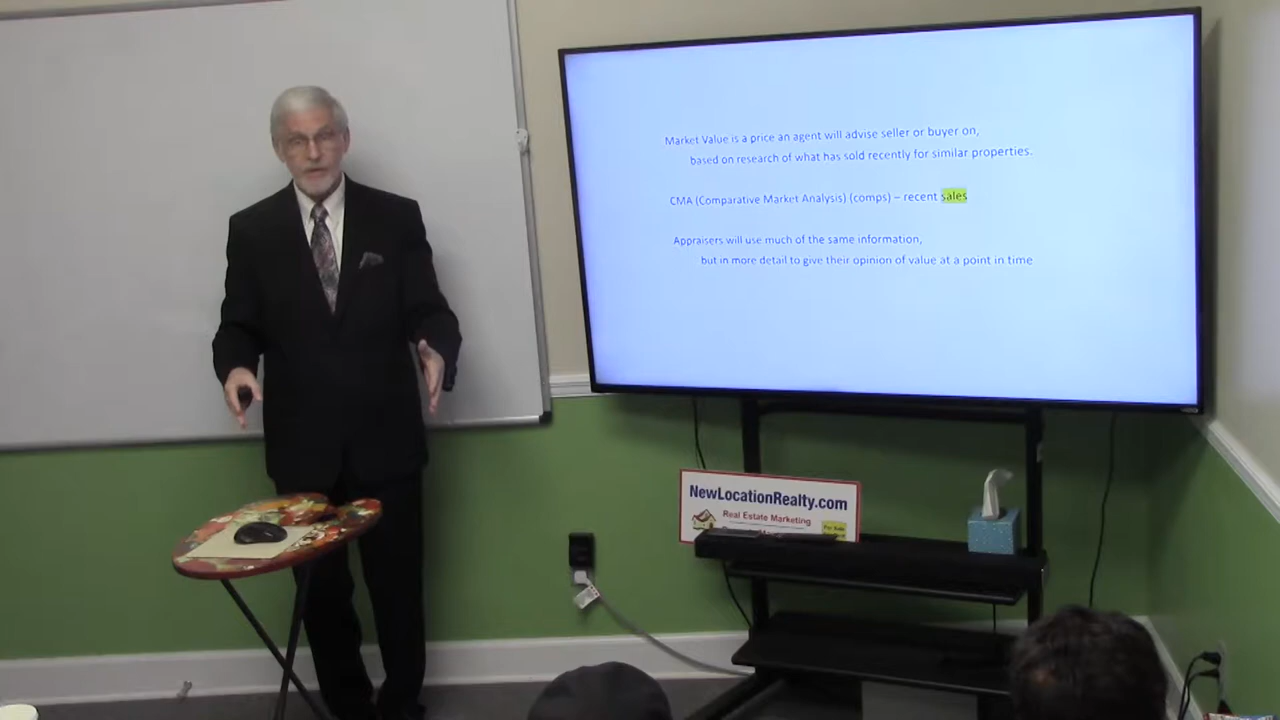 Market Value is a price an agent will advise seller or buyer on,
based on research of what has sold recently for similar properties.
CMA (Comparative Market Analysis) (comps) – recent sales
Appraisers will use much of the same information,
but in more detail to give their opinion of value at a point in time
NewLocationRealty.com
Real Estate Marketing
For Sale